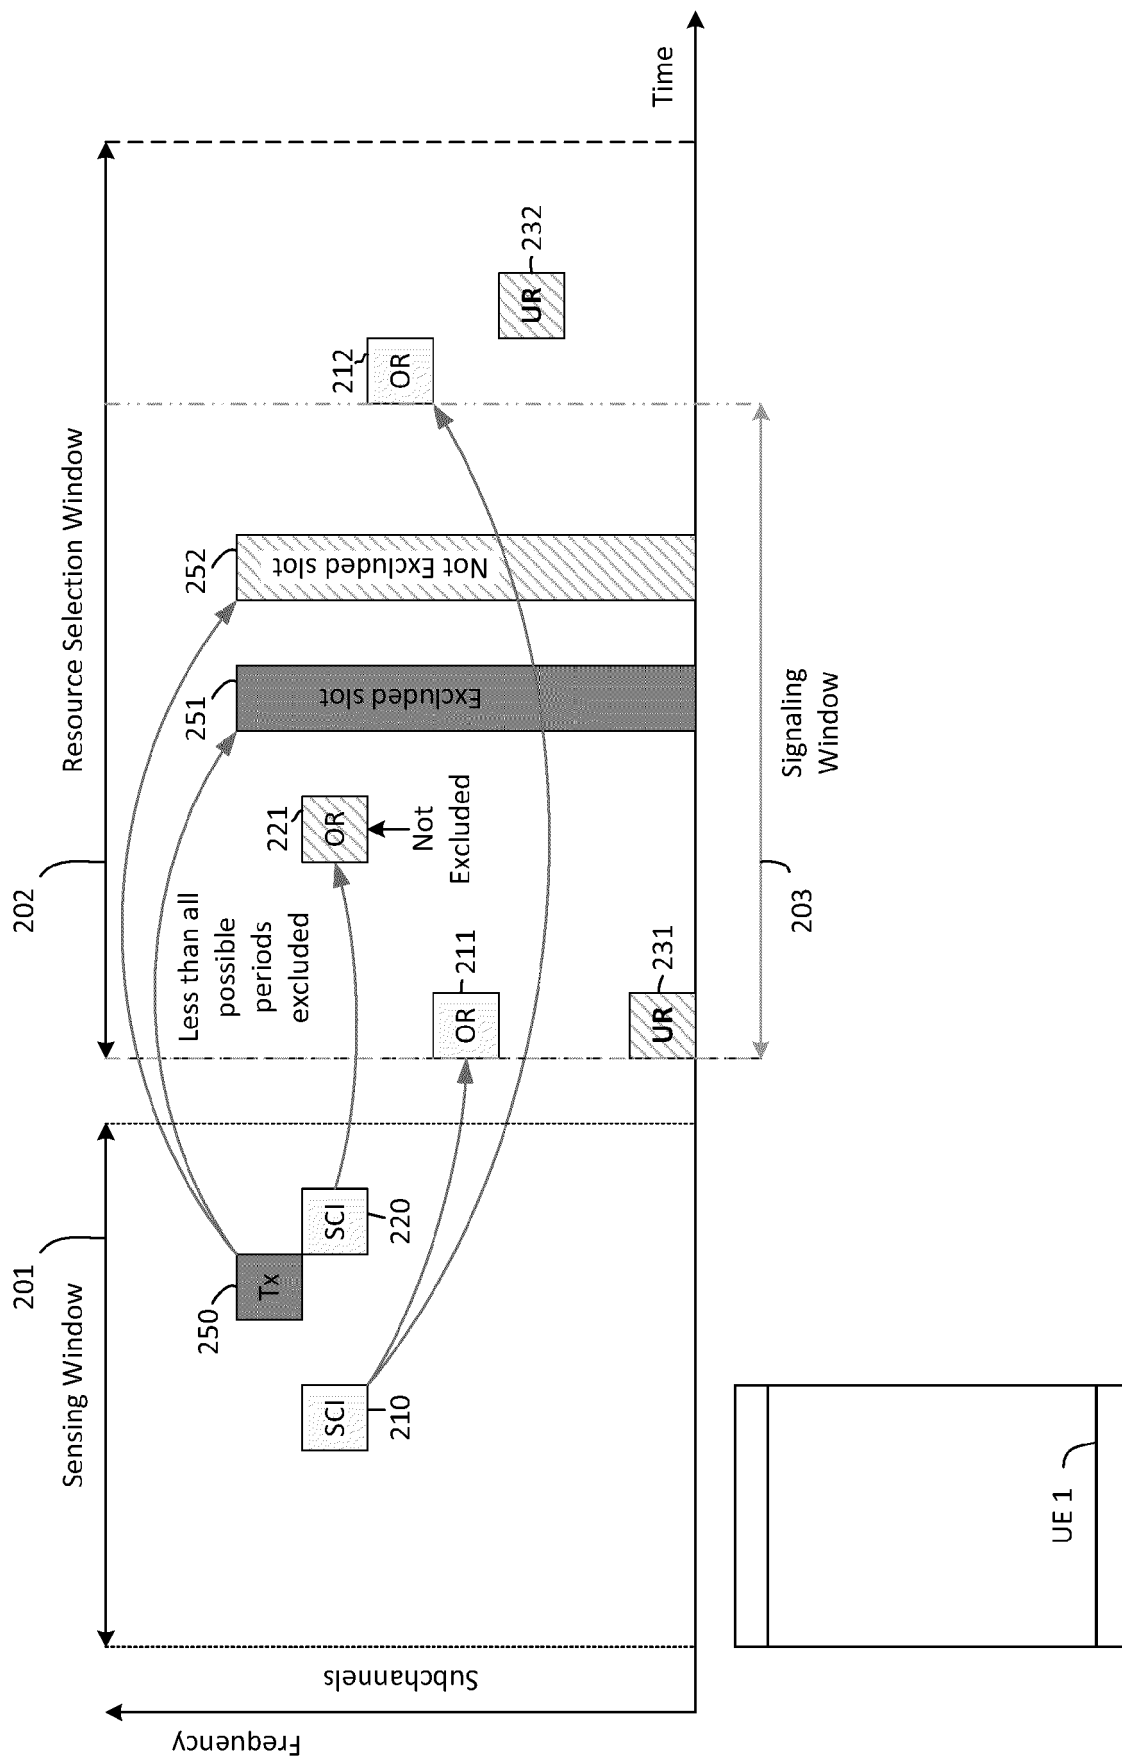 201
202
Sensing Window
Resource Selection Window
Frequency
Subchannels
250
Tx
SCI
210
SCI
220
Less than all
possible
periods
excluded
221
OR
Not
Excluded
OR
211
UR
231
251
Excluded slot
252
Not Excluded slot
212
OR
UR
232
Time
203
Signaling
Window
UE 1